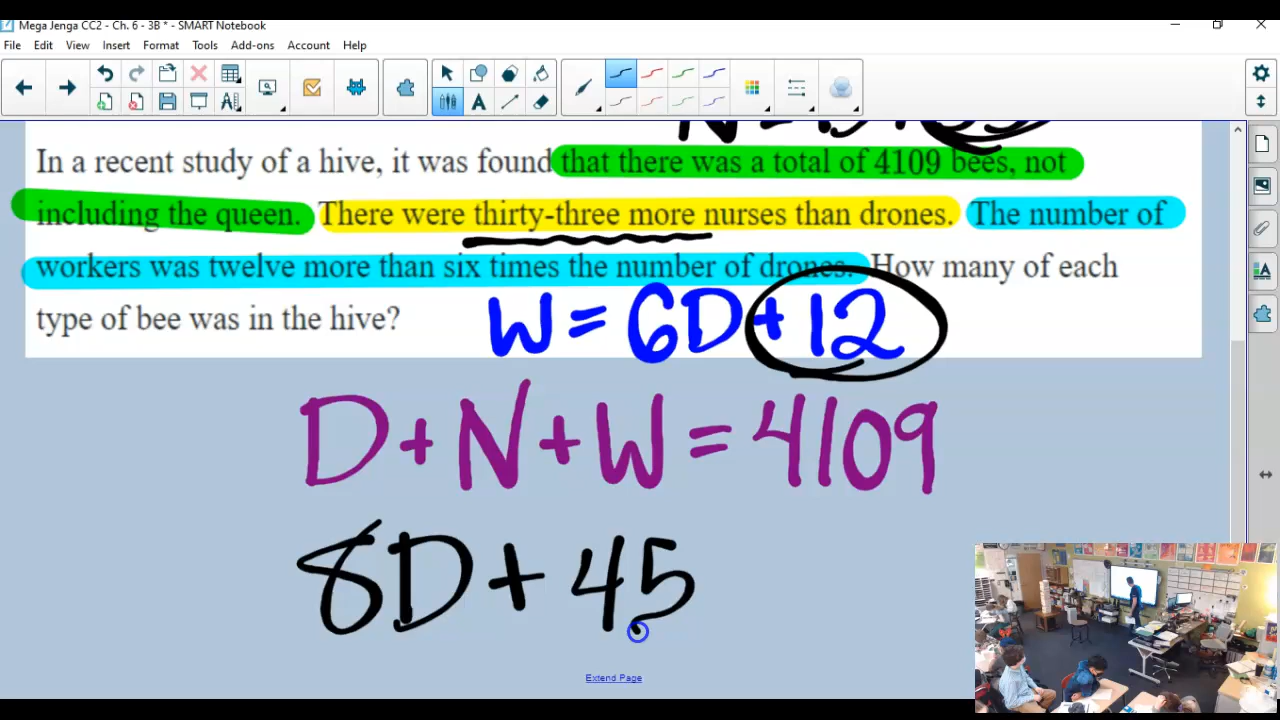 Mega Jenga CC2 - Ch. 6 - 3B * - SMART Notebook
File Edit View Insert Format Tools Add-ons Account Help
In a recent study of a hive, it was found that there was a total of 4109 bees, not
including the queen. There were thirty-three more nurses than drones. The number of
workers was twelve more than six times the number of drones. How many of each
type of bee was in the hive?
W = 6D + 12
D + N + W = 4109
8D + 45
Extend Page